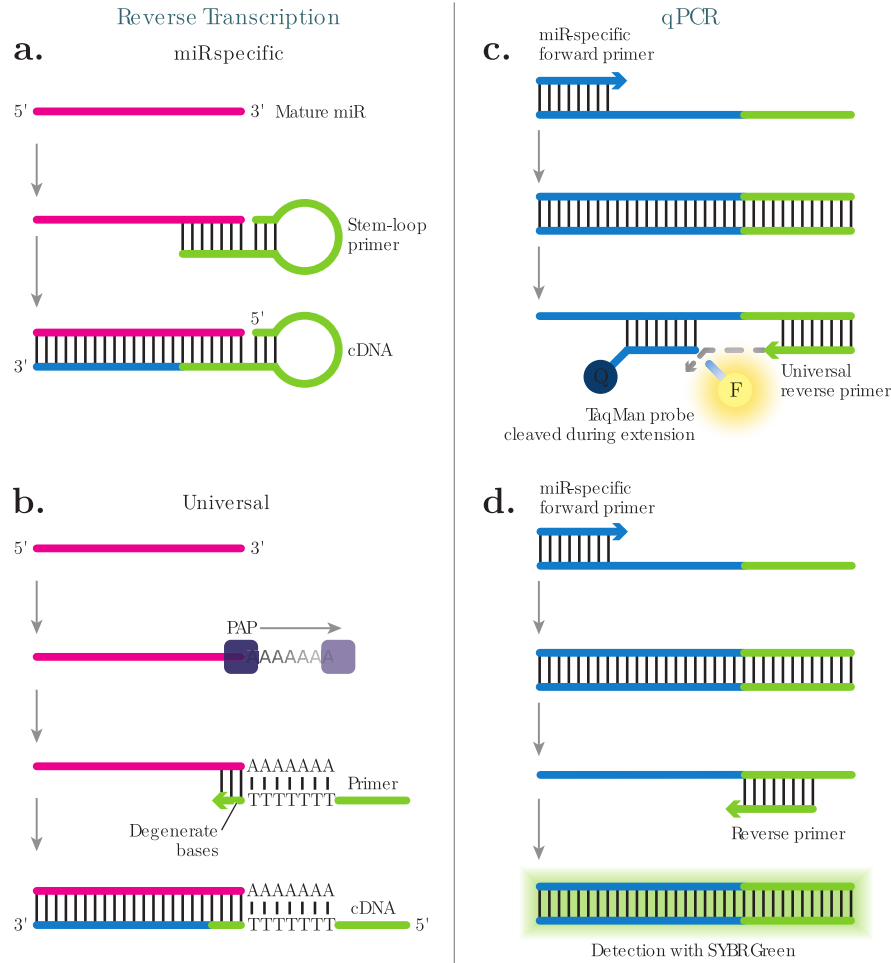 Reverse Transcription
a.
miR specific
5'
3'
Mature miR
Stem-loop
primer
5'
cDNA
3'
b.
Universal
5'
3'
PAP
AAAAAAA
AAAAAAA
Primer
TTTTTTT
Degenerate
bases
AAAAAAA
cDNA
3'
TTTTTTT
5'
qPCR
c.
miR-specific
forward primer
Q
F
Universal
reverse primer
TaqMan probe
cleaved during extension
d.
miR-specific
forward primer
Reverse primer
Detection with SYBR Green